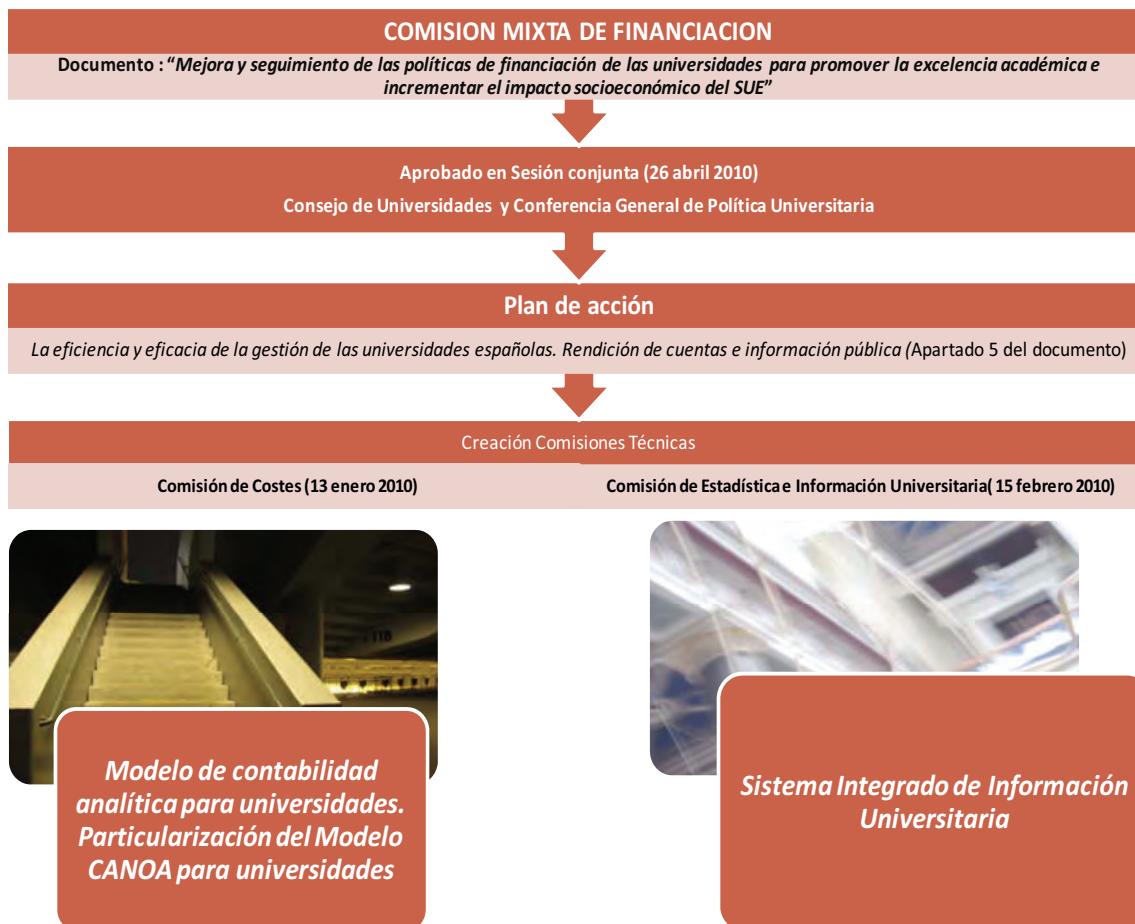 COMISION MIXTA DE FINANCIACION
Documento : “Mejora y seguimiento de las políticas de financiación de las universidades para promover la excelencia académica e
incrementar el impacto socioeconómico del SUE”
Aprobado en Sesión conjunta (26 abril 2010)
Consejo de Universidades y Conferencia General de Política Universitaria
Plan de acción
La eficiencia y eficacia de la gestión de las universidades españolas. Rendición de cuentas e información pública (Apartado 5 del documento)
Creación Comisiones Técnicas
Comisión de Costes (13 enero 2010)
Comisión de Estadística e Información Universitaria( 15 febrero 2010)
Modelo de contabilidad
analítica para universidades.
Particularización del Modelo
CANOA para universidades
Sistema Integrado de Información
Universitaria